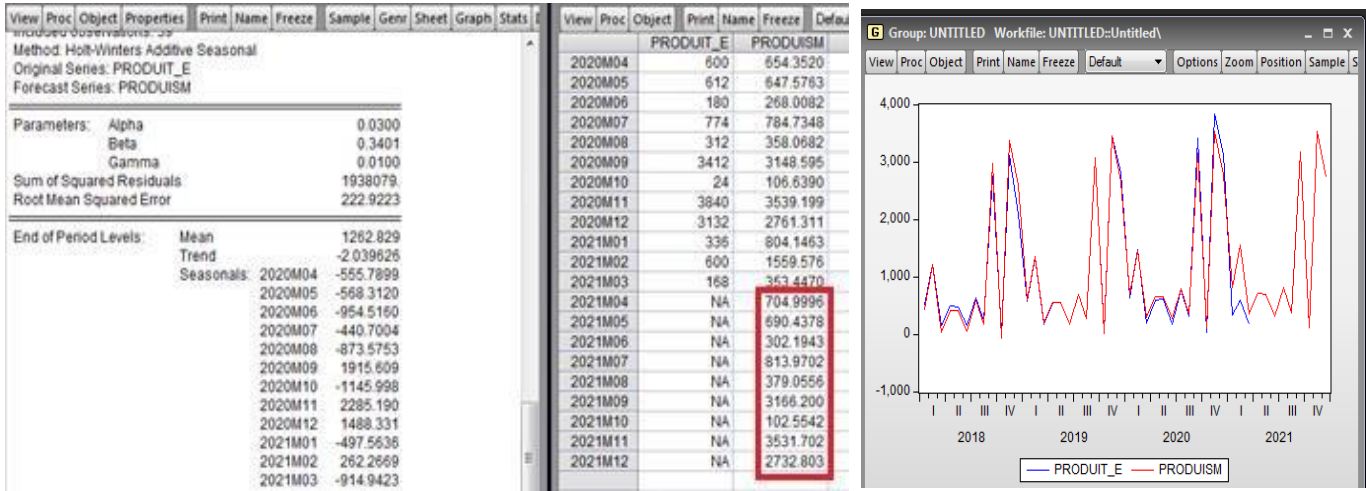 View Proc Object Properties Print Name Freeze Sample Genr Sheet Graph Stats
Included observations: 39
Method: Holt-Winters Additive Seasonal
Original Series: PRODUIT_E
Forecast Series: PRODUISM
Parameters: Alpha 0.0300
Beta 0.3401
Gamma 0.0100
Sum of Squared Residuals 1938079.
Root Mean Squared Error 222.9223
End of Period Levels: Mean 1262.829
Trend -2.039626
Seasonals: 2020M04 -555.7899
2020M05 -568.3120
2020M06 -954.5160
2020M07 -440.7004
2020M08 -873.5753
2020M09 1915.609
2020M10 -1145.998
2020M11 2285.190
2020M12 1488.331
2021M01 -497.5636
2021M02 262.2669
2021M03 -914.9423
View Proc Object Print Name Freeze Defau
PRODUIT_E PRODUISM
2020M04 600 654.3520
2020M05 612 647.5763
2020M06 180 268.0082
2020M07 774 784.7348
2020M08 312 358.0682
2020M09 3412 3148.595
2020M10 24 106.6390
2020M11 3840 3539.199
2020M12 3132 2761.311
2021M01 336 804.1463
2021M02 600 1559.576
2021M03 168 353.4470
2021M04 NA 704.9996
2021M05 NA 690.4378
2021M06 NA 302.1943
2021M07 NA 813.9702
2021M08 NA 379.0556
2021M09 NA 3166.200
2021M10 NA 102.5542
2021M11 NA 3531.702
2021M12 NA 2732.803
G Group: UNTITLED Workfile: UNTITLED::Untitled\
View Proc Object Print Name Freeze Default Options Zoom Position Sample S
4,000
3,000
2,000
1,000
0
-1,000
I II III IV I II III IV I II III IV I II III IV
2018 2019 2020 2021
PRODUIT_E PRODUISM